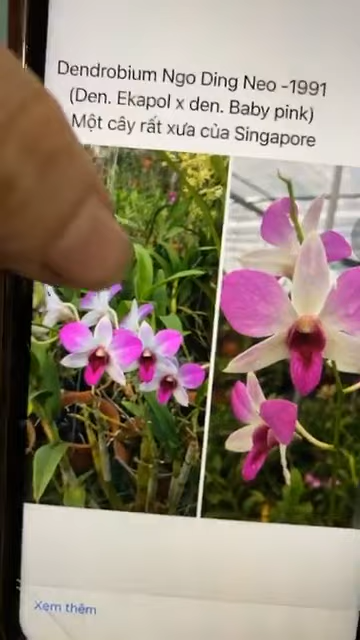 Dendrobium Ngo Ding Neo -1991
(Den. Ekapol x den. Baby pink)
Một cây rất xưa của Singapore
Xem thêm